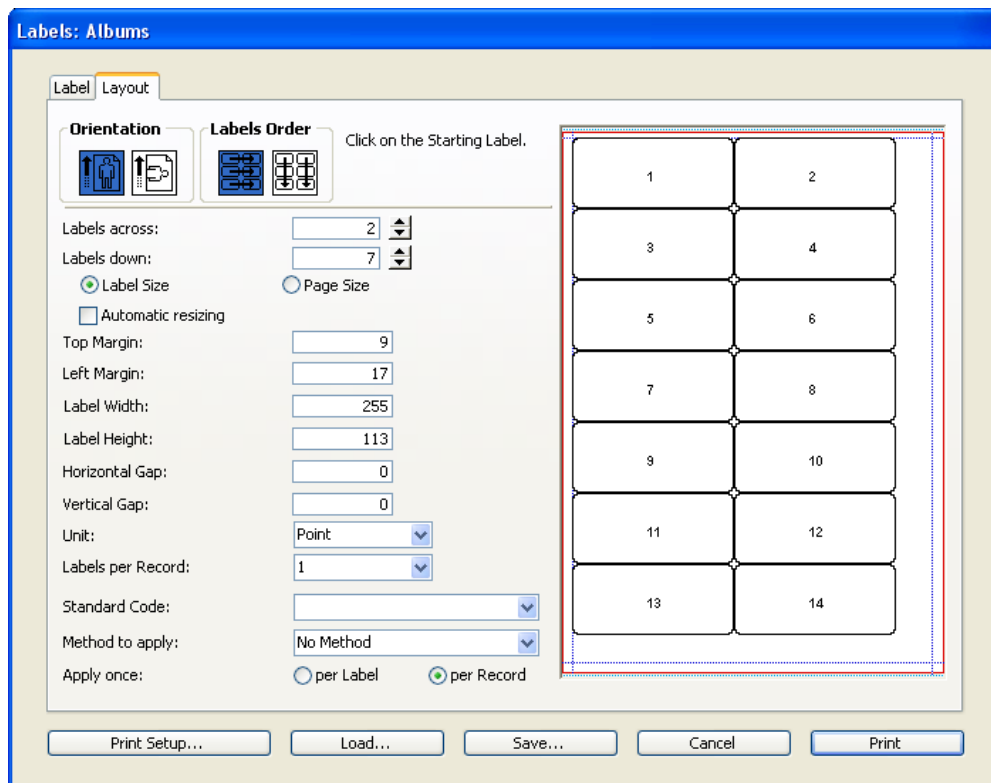 Labels: Albums
Label Layout
Orientation Labels Order Click on the Starting Label.
Labels across: 2
Labels down: 7
Label Size Page Size
Automatic resizing
Top Margin: 9
Left Margin: 17
Label Width: 255
Label Height: 113
Horizontal Gap: 0
Vertical Gap: 0
Unit: Point
Labels per Record: 1
Standard Code:
Method to apply: No Method
Apply once: per Label per Record
1 2
3 4
5 6
7 8
9 10
11 12
13 14
Print Setup... Load... Save... Cancel Print